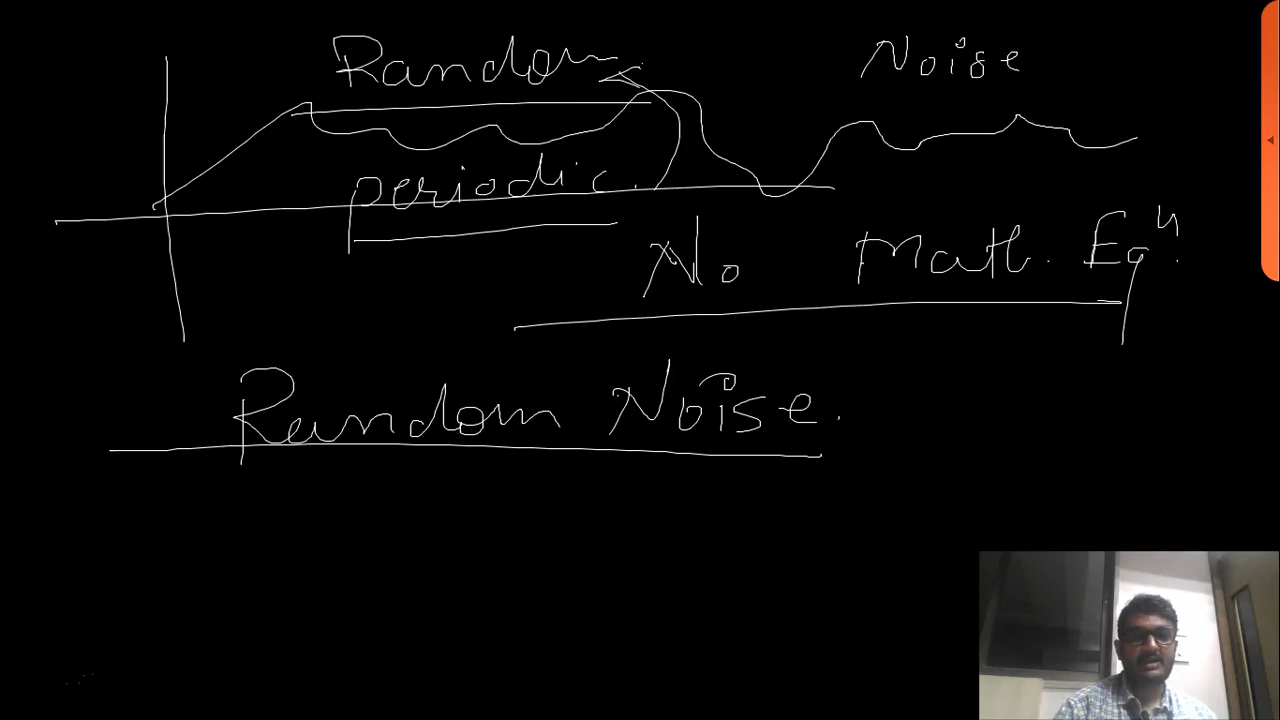 Random Noise
periodic.
No Math. Eqⁿ.
Random Noise.